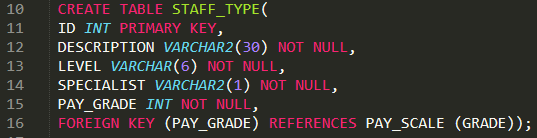 10 CREATE TABLE STAFF_TYPE(
11 ID INT PRIMARY KEY,
12 DESCRIPTION VARCHAR2(30) NOT NULL,
13 LEVEL VARCHAR(6) NOT NULL,
14 SPECIALIST VARCHAR2(1) NOT NULL,
15 PAY_GRADE INT NOT NULL,
16 FOREIGN KEY (PAY_GRADE) REFERENCES PAY_SCALE (GRADE));